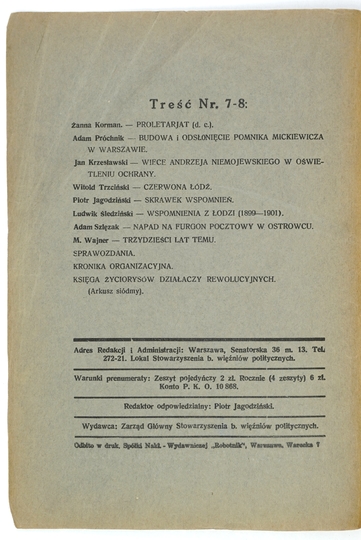 Treść Nr. 7-8:
Żanna Korman. — PROLETARJAT (d. c.).
Adam Próchnik — BUDOWA i ODSŁONIĘCIE POMNIKA MICKIEWICZA
W WARSZAWIE.
Jan Krzesławski — WIECE ANDRZEJA NIEMOJEWSKIEGO W OŚWIE-
TLENIU OCHRANY.
Witold Trzciński — CZERWONA ŁÓDŹ.
Piotr Jagodziński — SKRAWEK WSPOMNIEŃ.
Ludwik Śledziński — WSPOMNIENIA Z ŁODZI (1899—1901).
Adam Szlęzak — NAPAD NA FURGON POCZTOWY W OSTROWCU.
M. Wajner — TRZYDZIEŚCI LAT TEMU.
SPRAWOZDANIA.
KRONIKA ORGANIZACYJNA.
KSIĘGA ŻYCIORYSÓW DZIAŁACZY REWOLUCYJNYCH.
(Arkusz siódmy).
Adres Redakcji i Administracji: Warszawa, Senatorska 36 m. 13. Tel.
272-21. Lokal Stowarzyszenia b. więźniów politycznych.
Warunki prenumeraty: Zeszyt pojedyńczy 2 zł. Rocznie (4 zeszyty) 6 zł.
Konto P. K. O. 10 868.
Redaktor odpowiedzialny: Piotr Jagodziński.
Wydawca: Zarząd Główny Stowarzyszenia b. więźniów politycznych.
Odbito w druk. Spółki Nakł.-Wydawniczej „Robotnik”, Warszawa, Warecka 7